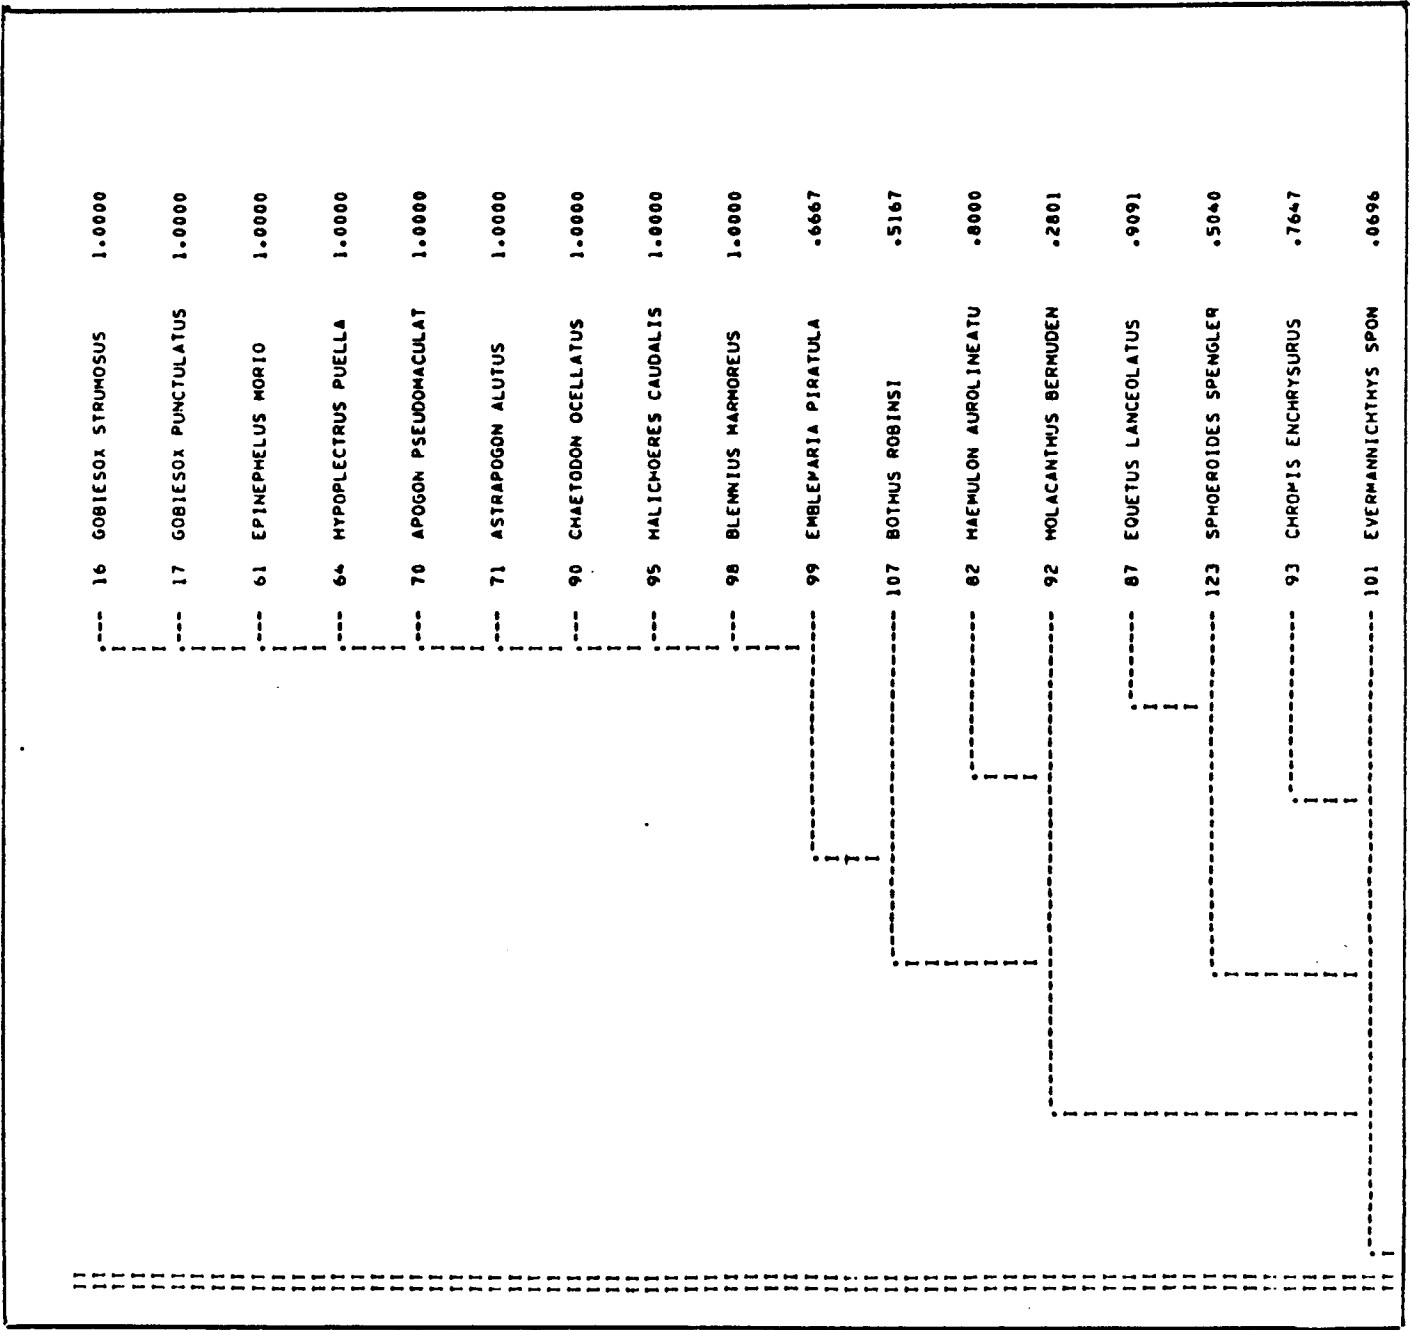 16 GOBIESOX STRUMOSUS 1.0000
17 GOBIESOX PUNCTULATUS 1.0000
61 EPINEPHELUS MORIO 1.0000
64 HYPOPLECTRUS PUELLA 1.0000
70 APOGON PSEUDOMACULAT 1.0000
71 ASTRAPOGON ALUTUS 1.0000
90 CHAETODON OCELLATUS 1.0000
95 HALICHOERES CAUDALIS 1.0000
98 BLENNIUS MARMOREUS 1.0000
99 EMBLEMARIA PIRATULA .6667
107 BOTHUS ROBINSI .5167
82 HAEMULON AUROLINEATU .8000
92 HOLACANTHUS BERMUDEN .2801
87 EQUETUS LANCEOLATUS .9091
123 SPHOEROIDES SPENGLER .5040
93 CHROMIS ENCHRYSURUS .7647
101 EVERMANNICHTHYS SPON .0696